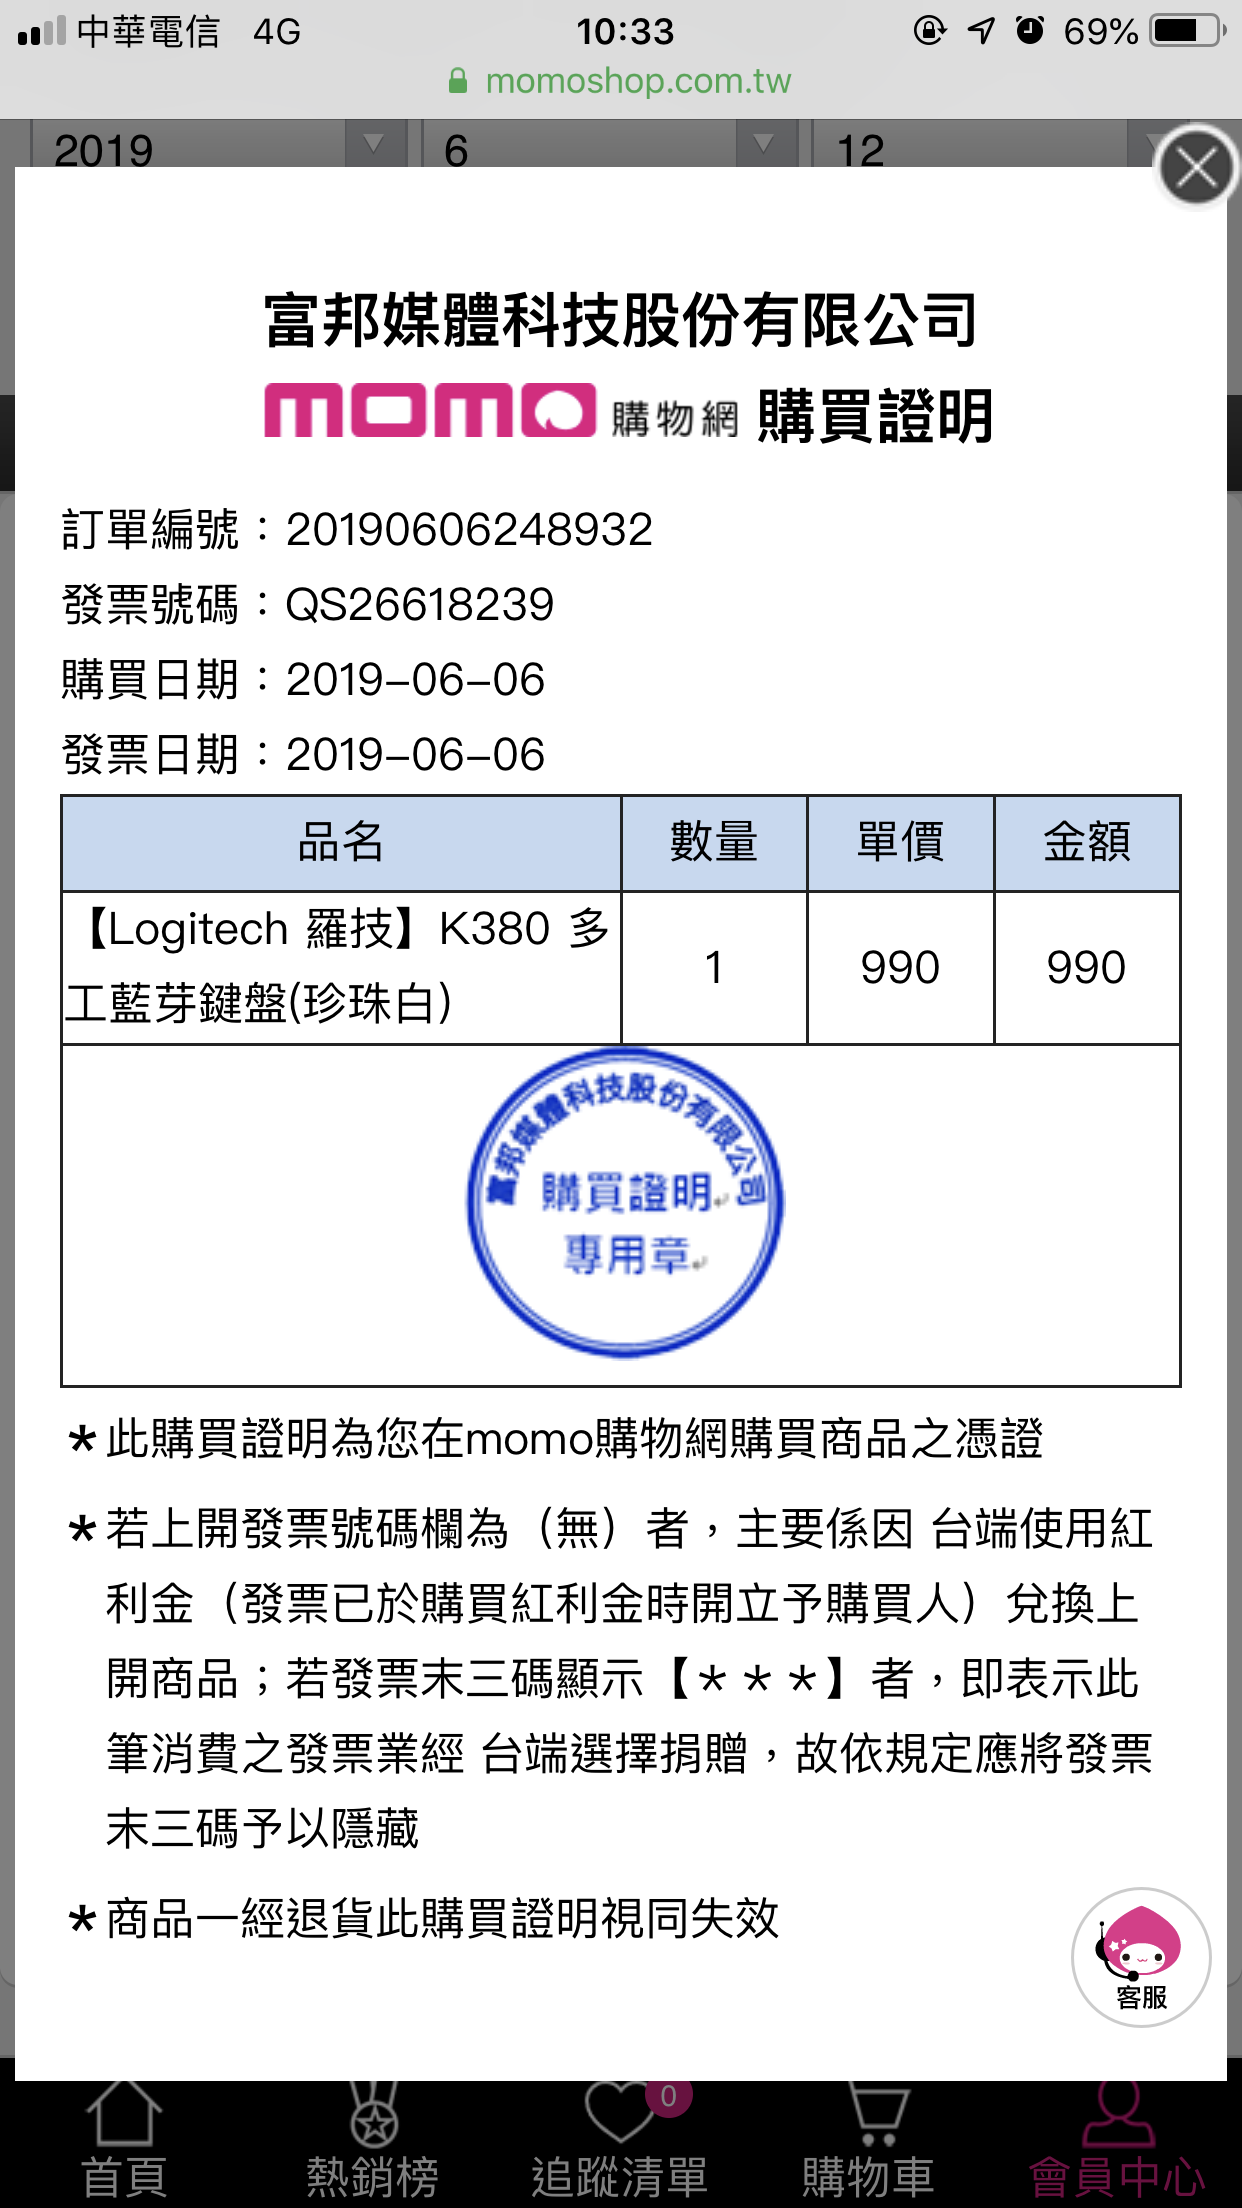 中華電信 4G 10:33 69%
momoshop.com.tw
2019 6 12
富邦媒體科技股份有限公司
momo 購物網 購買證明
訂單編號：20190606248932
發票號碼：QS26618239
購買日期：2019-06-06
發票日期：2019-06-06
品名 數量 單價 金額
【Logitech 羅技】K380 多
工藍芽鍵盤(珍珠白) 1 990 990
富邦媒體科技股份有限公司
購買證明
專用章
＊此購買證明為您在momo購物網購買商品之憑證
＊若上開發票號碼欄為（無）者，主要係因 台端使用紅
利金（發票已於購買紅利金時開立予購買人）兌換上
開商品；若發票末三碼顯示【＊＊＊】者，即表示此
筆消費之發票業經 台端選擇捐贈，故依規定應將發票
末三碼予以隱藏
＊商品一經退貨此購買證明視同失效
客服
0
首頁 熱銷榜 追蹤清單 購物車 會員中心